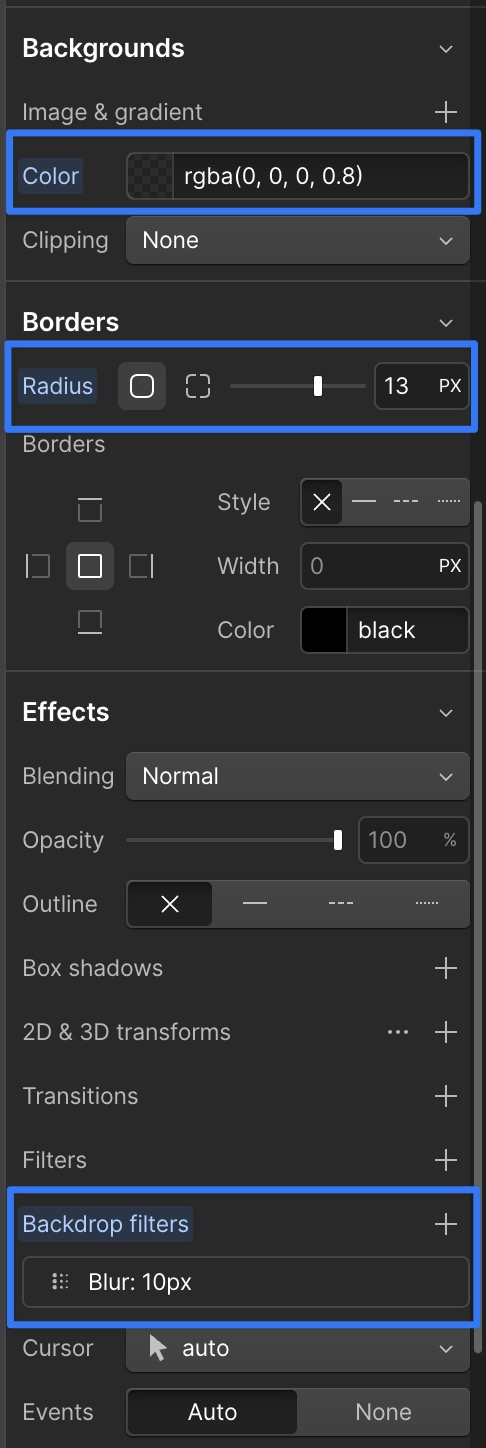 Backgrounds
Image & gradient
Color rgba(0, 0, 0, 0.8)
Clipping None
Borders
Radius 13 PX
Borders
Style
Width 0 PX
Color black
Effects
Blending Normal
Opacity 100 %
Outline
Box shadows
2D & 3D transforms
Transitions
Filters
Backdrop filters
Blur: 10px
Cursor auto
Events Auto None